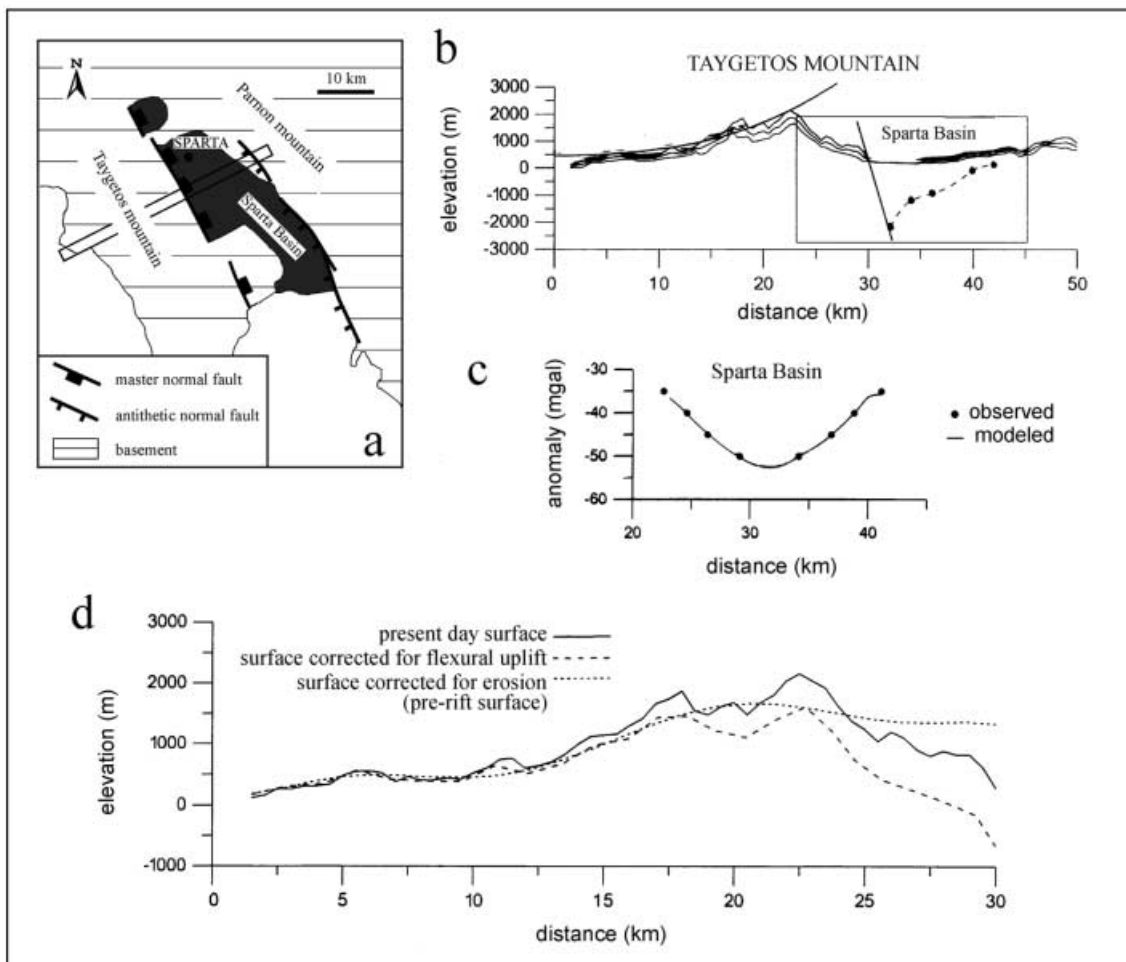 a
N
10 km
Parnon mountain
SPARTA
Taygetos mountain
Sparta Basin
master normal fault
antithetic normal fault
basement
b
TAYGETOS MOUNTAIN
Sparta Basin
elevation (m)
3000
2000
1000
0
-1000
-2000
-3000
0 10 20 30 40 50
distance (km)
c
Sparta Basin
anomaly (mgal)
-30
-40
-50
-60
20 30 40
distance (km)
observed
modeled
d
present day surface
surface corrected for flexural uplift
surface corrected for erosion
(pre-rift surface)
elevation (m)
3000
2000
1000
0
-1000
0 5 10 15 20 25 30
distance (km)